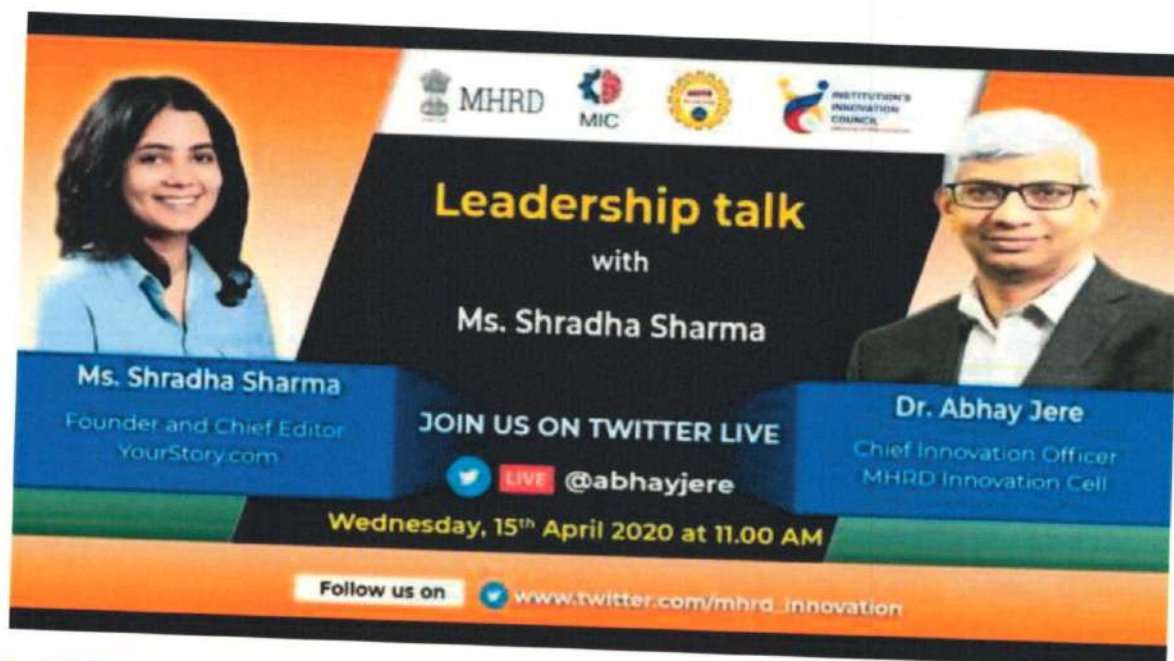 MHRD
MIC
INSTITUTION'S
INNOVATION
COUNCIL
Leadership talk
with
Ms. Shradha Sharma
Ms. Shradha Sharma
Founder and Chief Editor
YourStory.com
JOIN US ON TWITTER LIVE
LIVE @abhayjere
Dr. Abhay Jere
Chief Innovation Officer
MHRD Innovation Cell
Wednesday, 15th April 2020 at 11.00 AM
Follow us on www.twitter.com/mhrd_innovation